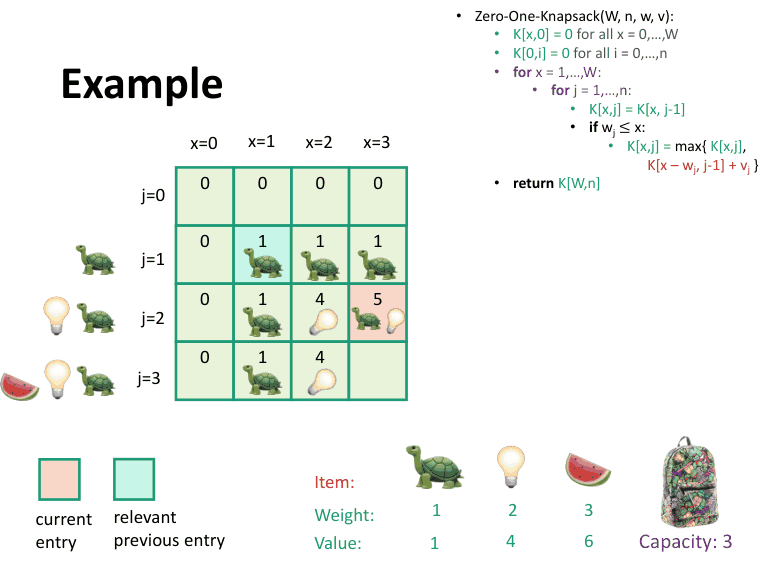 • Zero-One-Knapsack(W, n, w, v):
• K[x,0] = 0 for all x = 0,…,W
• K[0,i] = 0 for all i = 0,…,n
• for x = 1,…,W:
• for j = 1,…,n:
• K[x,j] = K[x, j-1]
• if wj ≤ x:
• K[x,j] = max{ K[x,j],
K[x – wj, j-1] + vj }
• return K[W,n]
Example
x=0 x=1 x=2 x=3
j=0 0 0 0 0
j=1 0 1 1 1
j=2 0 1 4 5
j=3 0 1 4
current
entry
relevant
previous entry
Item:
Weight: 1 2 3
Value: 1 4 6
Capacity: 3